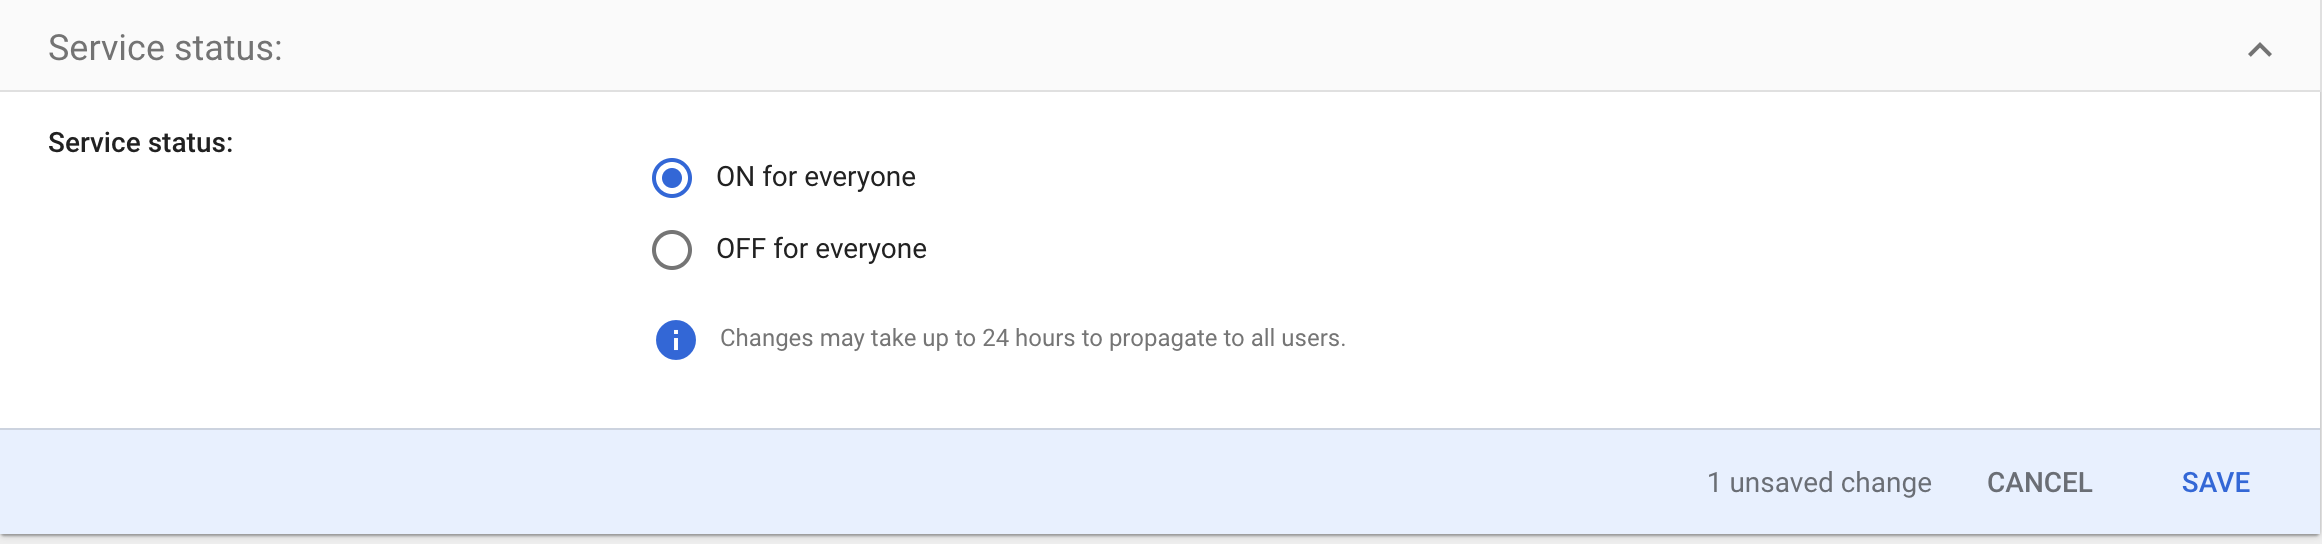 Service status:
Service status:
ON for everyone
OFF for everyone
Changes may take up to 24 hours to propagate to all users.
1 unsaved change CANCEL SAVE